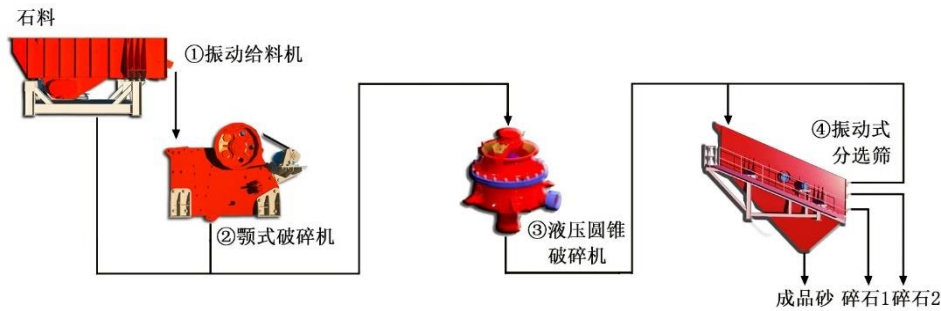 石料
①振动给料机
②颚式破碎机
③液压圆锥
破碎机
④振动式
分选筛
成品砂 碎石1 碎石2